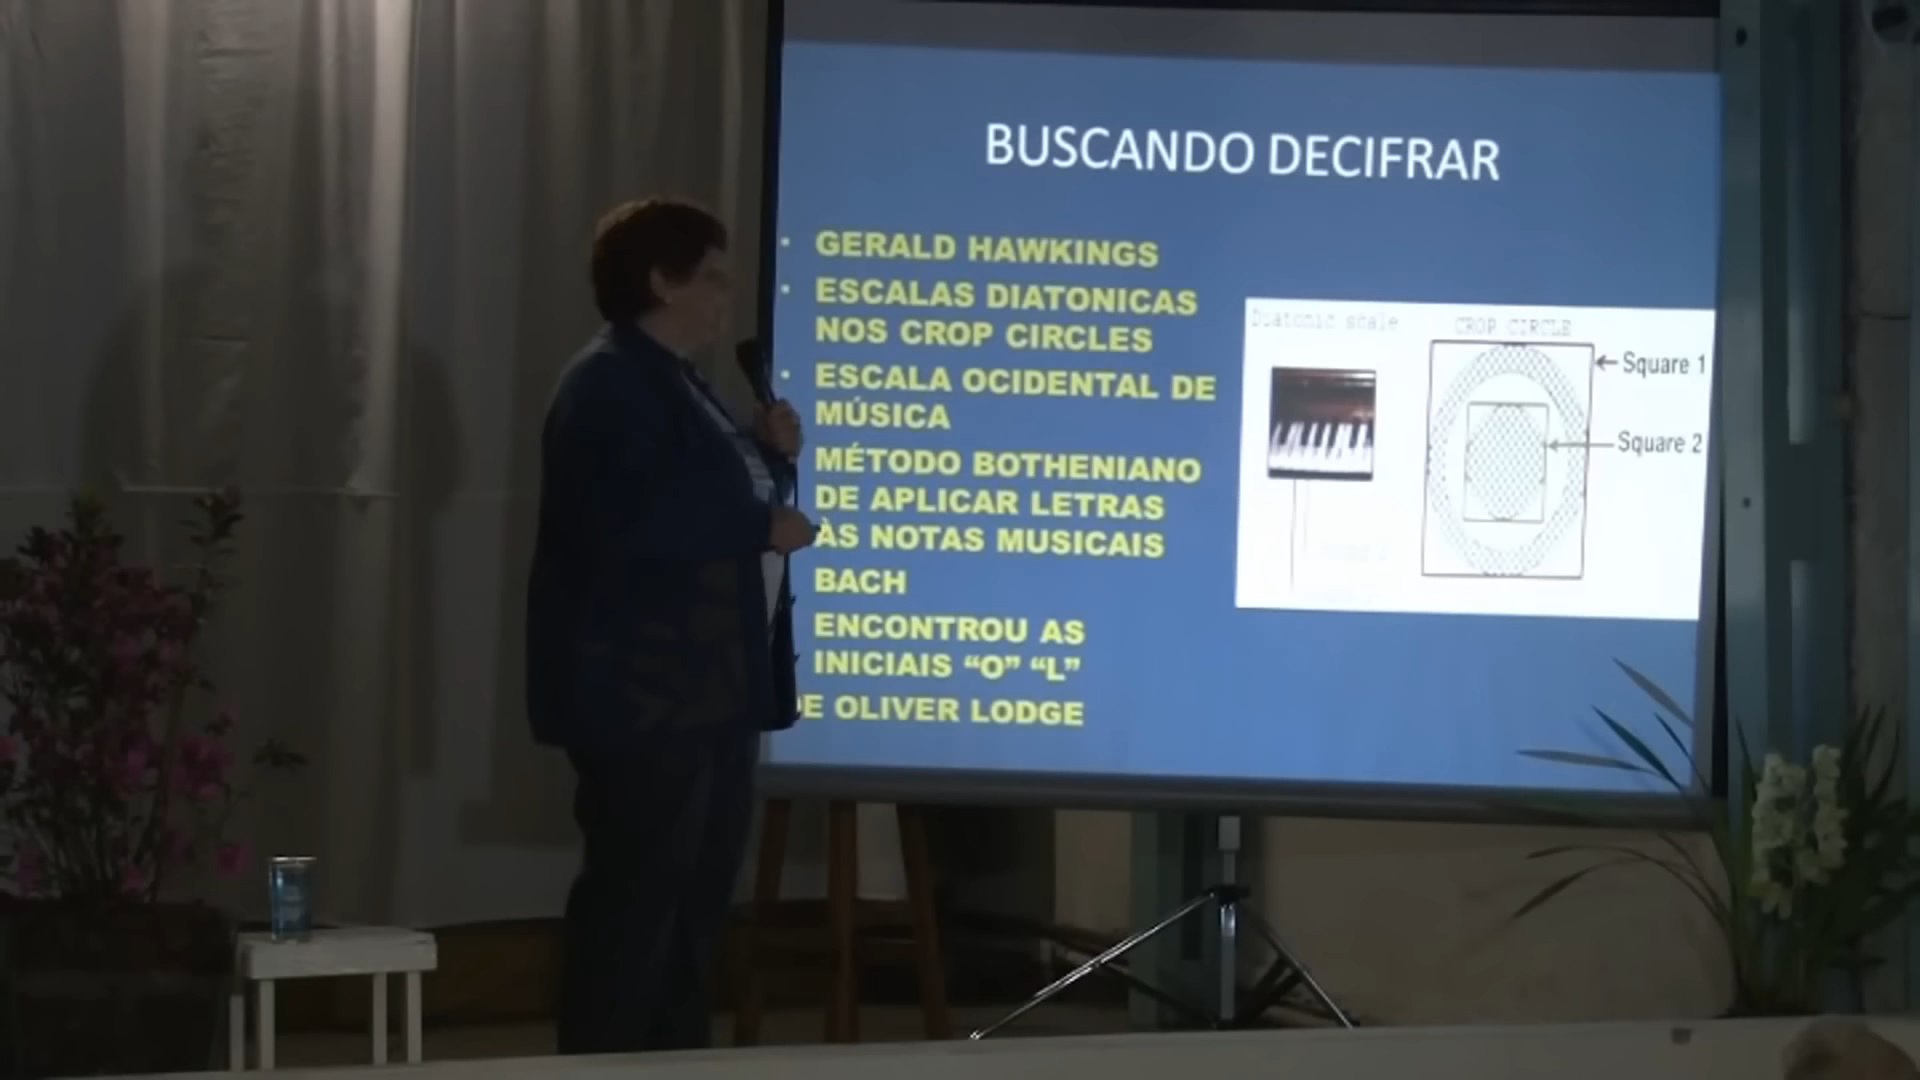 BUSCANDO DECIFRAR
GERALD HAWKINGS
ESCALAS DIATONICAS
NOS CROP CIRCLES
ESCALA OCIDENTAL DE
MÚSICA
MÉTODO BOTHENIANO
DE APLICAR LETRAS
ÀS NOTAS MUSICAIS
BACH
ENCONTROU AS
INICIAIS “O” “L”
DE OLIVER LODGE
Diatonic scale
CROP CIRCLE
Square 1
Square 2